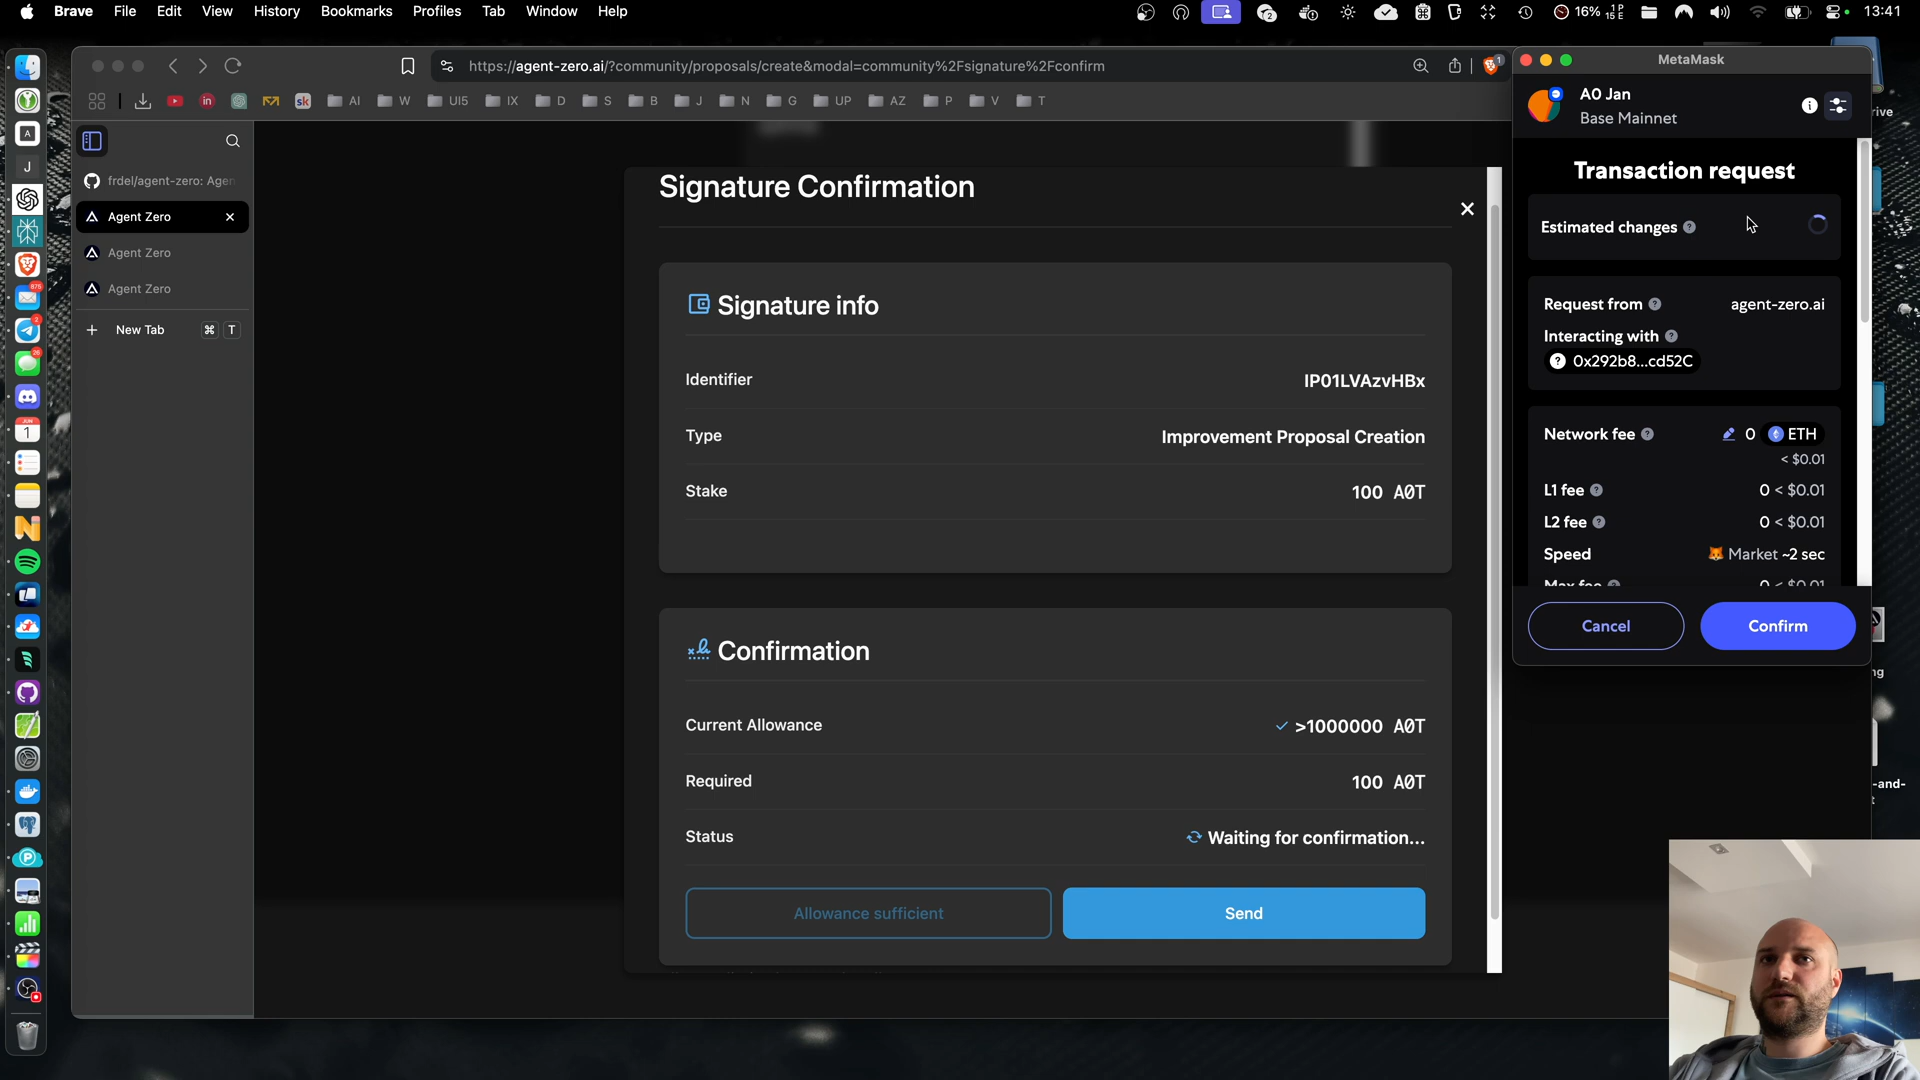 Brave File Edit View History Bookmarks Profiles Tab Window Help
16%
13:41
https://agent-zero.ai/?community/proposals/create&modal=community%2Fsignature%2Fconfirm
AI W UI5 IX D S B J N G UP AZ P V T
frdel/agent-zero: Agen
Agent Zero
Agent Zero
Agent Zero
New Tab ⌘ T
Signature Confirmation
Signature info
Identifier IP01LVAzvHBx
Type Improvement Proposal Creation
Stake 100 A0T
Confirmation
Current Allowance >1000000 A0T
Required 100 A0T
Status Waiting for confirmation...
Allowance sufficient Send
MetaMask
A0 Jan
Base Mainnet
Transaction request
Estimated changes
Request from agent-zero.ai
Interacting with
0x292b8...cd52C
Network fee 0 ETH
< $0.01
L1 fee 0 < $0.01
L2 fee 0 < $0.01
Speed Market ~2 sec
Max fee 0 < $0.01
Cancel Confirm